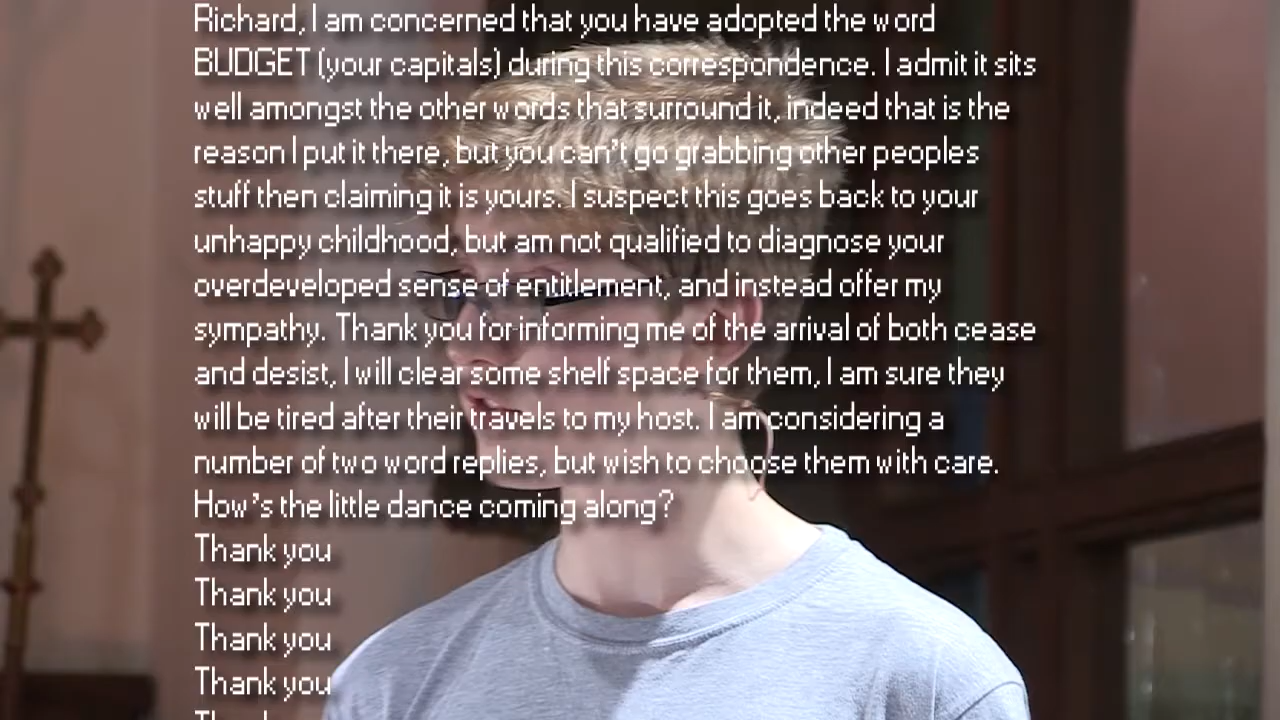 Richard, I am concerned that you have adopted the word
BUDGET (your capitals) during this correspondence. I admit it sits
well amongst the other words that surround it, indeed that is the
reason I put it there, but you can't go grabbing other peoples
stuff then claiming it is yours. I suspect this goes back to your
unhappy childhood, but am not qualified to diagnose your
overdeveloped sense of entitlement, and instead offer my
sympathy. Thank you for informing me of the arrival of both cease
and desist, I will clear some shelf space for them, I am sure they
will be tired after their travels to my host. I am considering a
number of two word replies, but wish to choose them with care.
How's the little dance coming along?
Thank you
Thank you
Thank you
Thank you